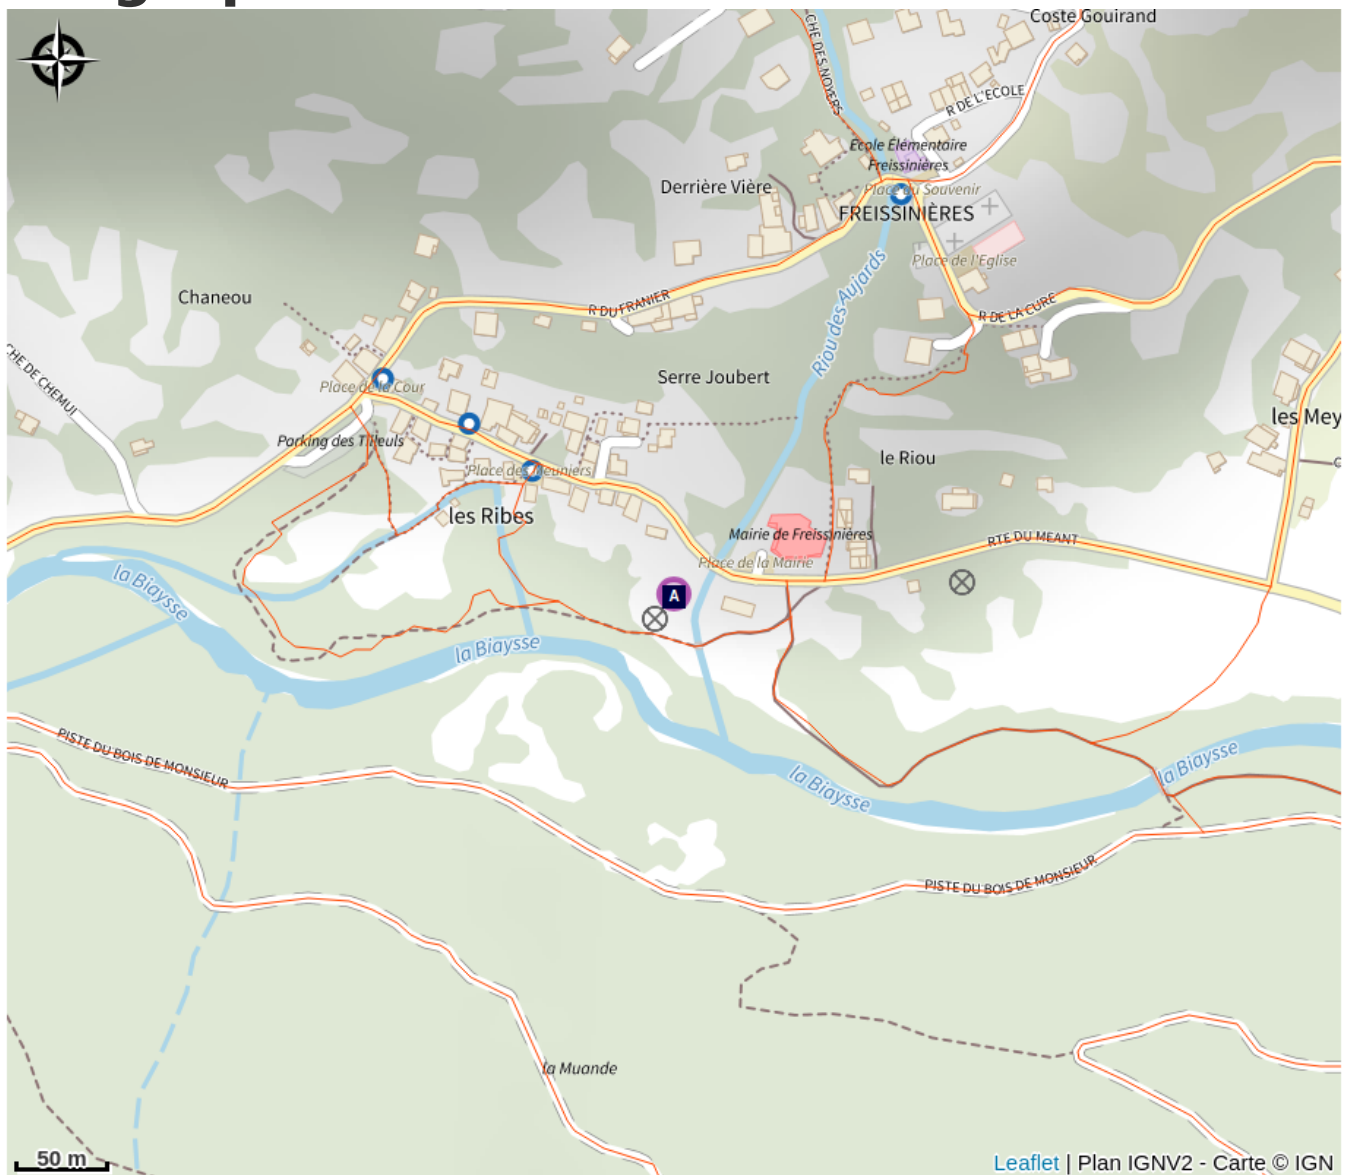 Coste Gouirand
CHE DES NOYERS
R DE L'ECOLE
Ecole Élémentaire
Freissinières
Derrière Vière
Place du Souvenir
FREISSINIÈRES
Place de l'Eglise
Riou des Aujards
Chaneou
R DU FRANIER
R DE LA CURE
CHE DE CHEMUI
Serre Joubert
Place de la Cour
les Mey
Parking des Tilleuls
le Riou
Place des Meuniers
les Ribes
Mairie de Freissinières
RTE DU MEANT
Place de la Mairie
la Biaysse
A
la Biaysse
PISTE DU BOIS DE MONSIEUR
la Biaysse
la Biaysse
PISTE DU BOIS DE MONSIEUR
la Muande
50 m
Leaflet | Plan IGNV2 - Carte © IGN